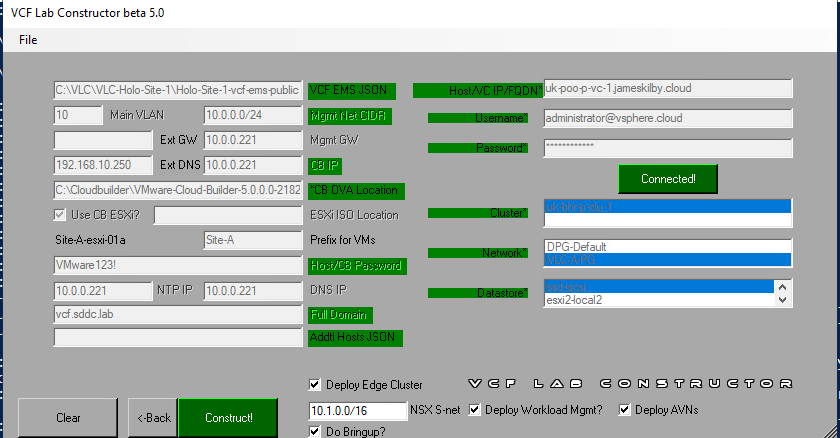 VCF Lab Constructor beta 5.0
File
C:\VLC\VLC-Holo-Site-1\Holo-Site-1-vcf-ems-public VCF EMS JSON Host/VC IP/FQDN* uk-poo-p-vc-1.jameskilby.cloud
10 Main VLAN 10.0.0.0/24 Mgmt Net CIDR Username* administrator@vsphere.cloud
Ext GW 10.0.0.221 Mgmt GW Password* ************
192.168.10.250 Ext DNS 10.0.0.221 CB IP Connected!
C:\Cloudbuilder\VMware-Cloud-Builder-5.0.0.0-2182 *CB OVA Location
Use CB ESXi? ESXi ISO Location Cluster* uk-bhr-p-clu-1
Site-A-esxi-01a Site-A Prefix for VMs Network* DPG-Default
VMware123! Host/CB Password VLC-A-PG
10.0.0.221 NTP IP 10.0.0.221 DNS IP Datastore* ssd-iscsi
esxi2-local2
vcf.sddc.lab Full Domain
Addtl Hosts JSON
Deploy Edge Cluster VCF LAB CONSTRUCTOR
Clear <-Back Construct! 10.1.0.0/16 NSX S-net Deploy Workload Mgmt? Deploy AVNs
Do Bringup?